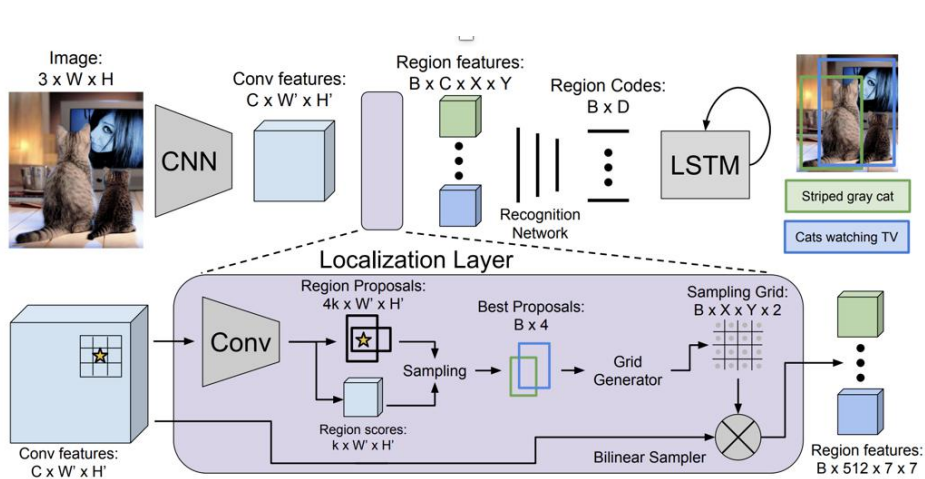 Image:
3 x W x H
Conv features:
C x W' x H'
Region features:
B x C x X x Y
Region Codes:
B x D
CNN
LSTM
Recognition
Network
Striped gray cat
Cats watching TV
Localization Layer
Region Proposals:
4k x W' x H'
Conv
Sampling
Region scores:
k x W' x H'
Best Proposals:
B x 4
Grid
Generator
Sampling Grid:
B x X x Y x 2
Bilinear Sampler
Conv features:
C x W' x H'
Region features:
B x 512 x 7 x 7